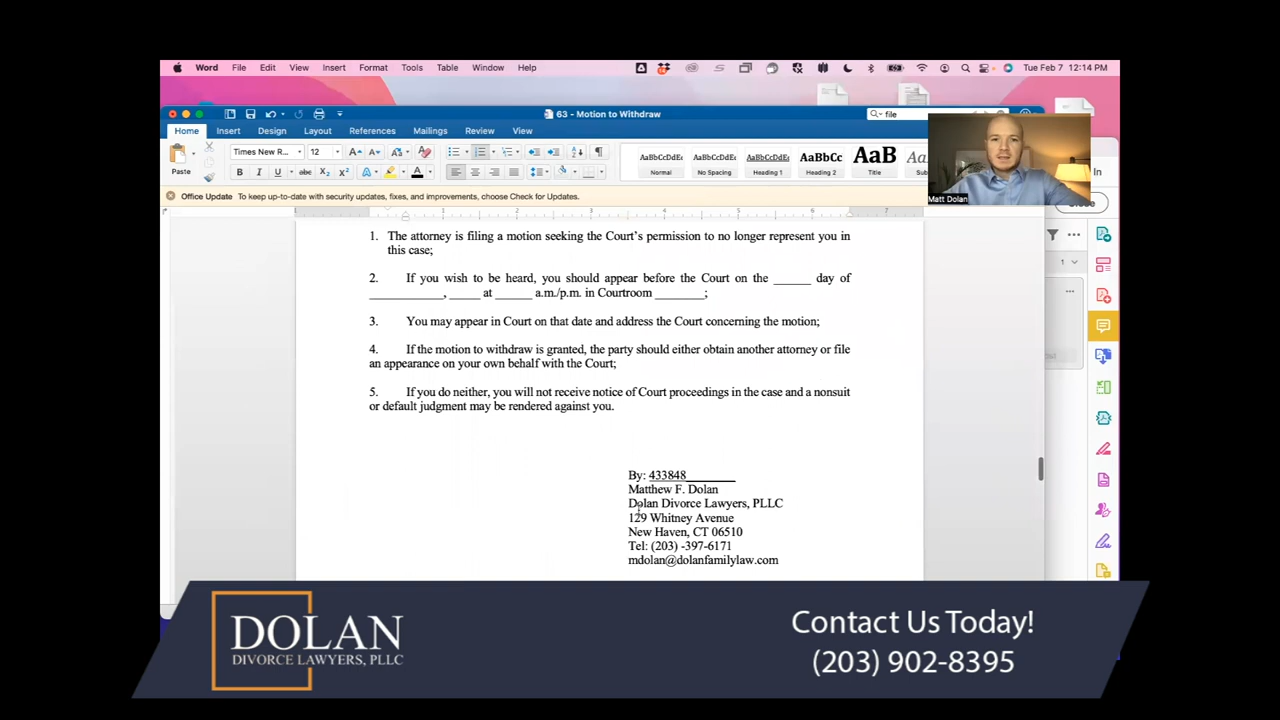 Word File Edit View Insert Format Tools Table Window Help
Tue Feb 7 12:14 PM
63 - Motion to Withdraw
file
Home Insert Design Layout References Mailings Review View
Paste
Times New R... 12
AaBbCcDdEe AaBbCcDdEe AaBbCcDdEe AaBbCc AaB
Normal No Spacing Heading 1 Heading 2 Title
Office Update To keep up-to-date with security updates, fixes, and improvements, choose Check for Updates.
Matt Dolan
1. The attorney is filing a motion seeking the Court's permission to no longer represent you in
this case;
2. If you wish to be heard, you should appear before the Court on the ______ day of
____________, _____ at ______ a.m./p.m. in Courtroom ________;
3. You may appear in Court on that date and address the Court concerning the motion;
4. If the motion to withdraw is granted, the party should either obtain another attorney or file
an appearance on your own behalf with the Court;
5. If you do neither, you will not receive notice of Court proceedings in the case and a nonsuit
or default judgment may be rendered against you.
By: 433848________
Matthew F. Dolan
Dolan Divorce Lawyers, PLLC
129 Whitney Avenue
New Haven, CT 06510
Tel: (203) -397-6171
mdolan@dolanfamilylaw.com
DOLAN
DIVORCE LAWYERS, PLLC
Contact Us Today!
(203) 902-8395